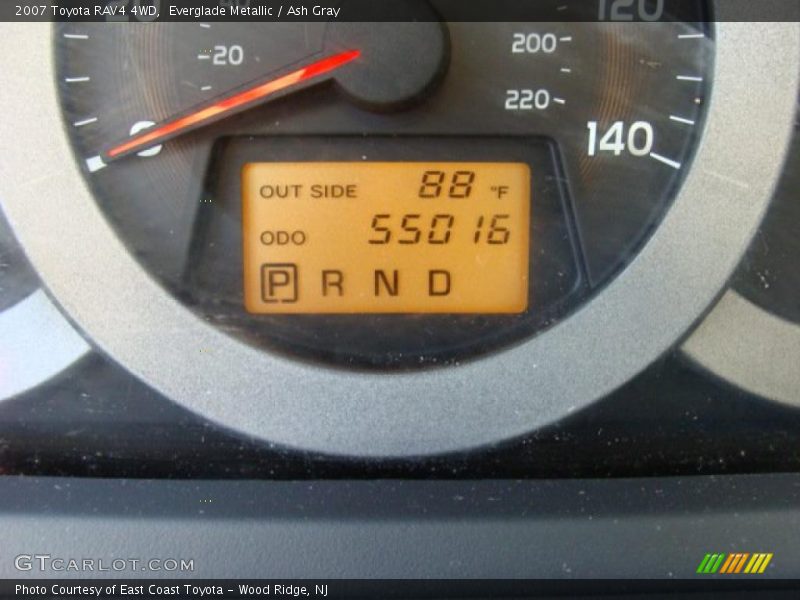 2007 Toyota RAV4 4WD, Everglade Metallic / Ash Gray
120
20
200
220
0
140
OUT SIDE 88 °F
ODO 55016
P R N D
GTCARLOT.COM
Photo Courtesy of East Coast Toyota – Wood Ridge, NJ